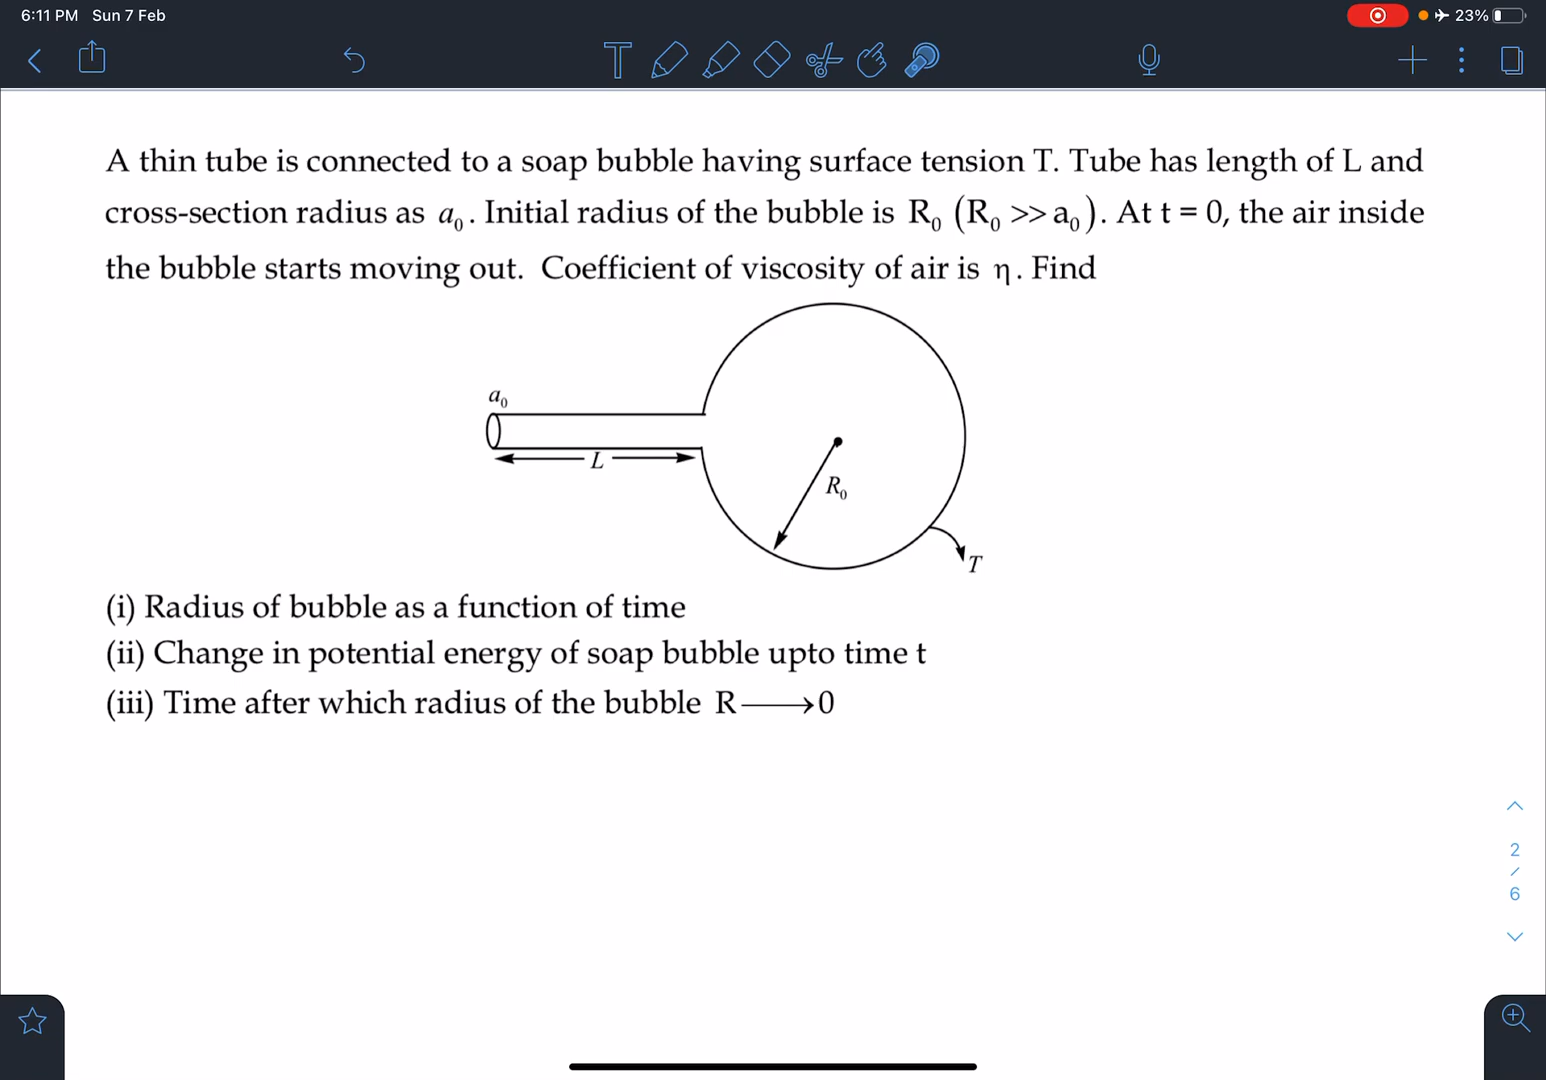 6:11 PM Sun 7 Feb
23%
A thin tube is connected to a soap bubble having surface tension T. Tube has length of L and
cross-section radius as a₀. Initial radius of the bubble is R₀ (R₀ >> a₀). At t = 0, the air inside
the bubble starts moving out. Coefficient of viscosity of air is η. Find
a₀
L
R₀
T
(i) Radius of bubble as a function of time
(ii) Change in potential energy of soap bubble upto time t
(iii) Time after which radius of the bubble R⟶0
2
/
6